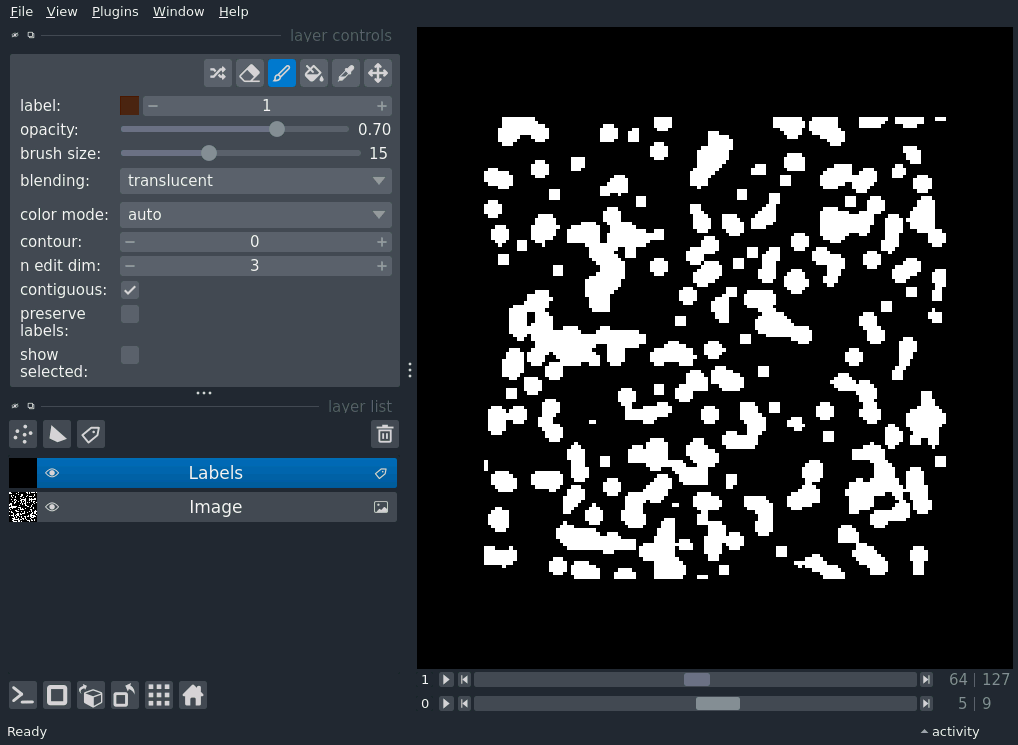 File View Plugins Window Help
layer controls
label: 1
opacity: 0.70
brush size: 15
blending: translucent
color mode: auto
contour: 0
n edit dim: 3
contiguous:
preserve
labels:
show
selected:
layer list
Labels
Image
1 64 | 127
0 5 | 9
Ready activity